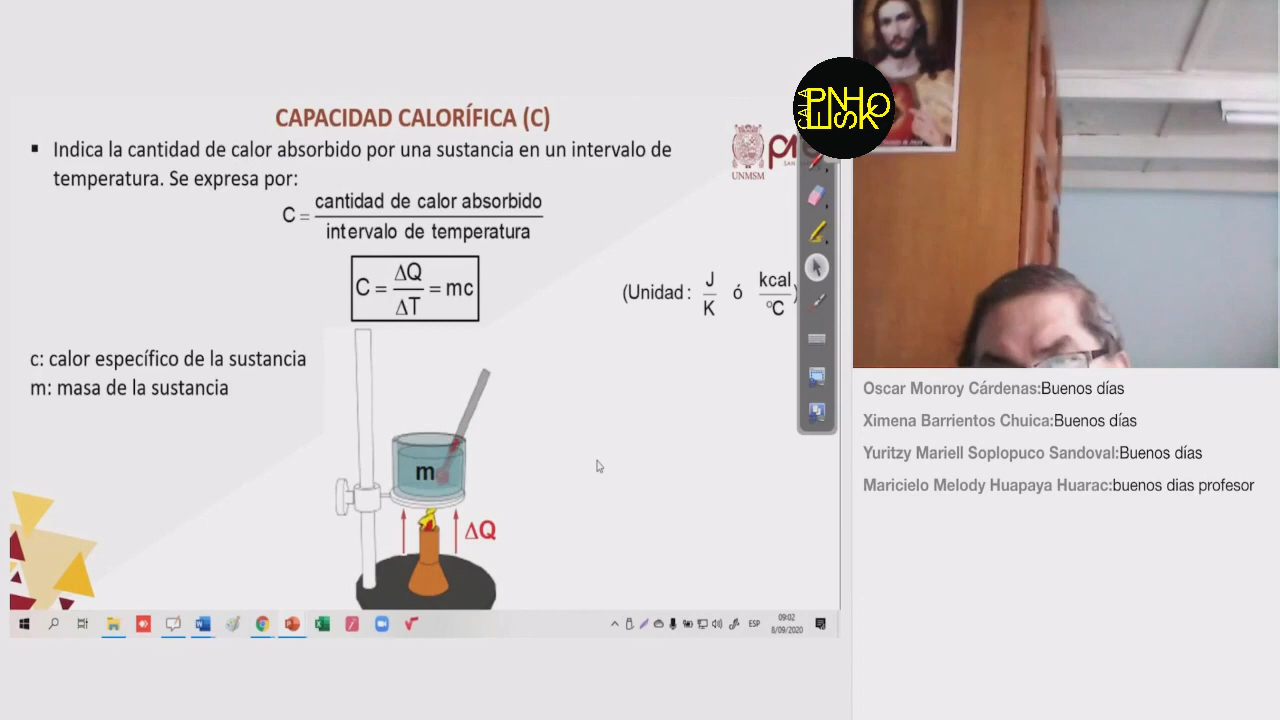 CAPACIDAD CALORÍFICA (C)
▪ Indica la cantidad de calor absorbido por una sustancia en un intervalo de
temperatura. Se expresa por:
C = cantidad de calor absorbido
intervalo de temperatura
C = ΔQ/ΔT = mc
(Unidad: J/K ó kcal/°C)
c: calor específico de la sustancia
m: masa de la sustancia
m
ΔQ
UNMSM
CALA
PNHO
ESK
ESP
09:02
8/09/2020
Oscar Monroy Cárdenas:Buenos días
Ximena Barrientos Chuica:Buenos días
Yuritzy Mariell Soplopuco Sandoval:Buenos días
Maricielo Melody Huapaya Huarac:buenos dias profesor